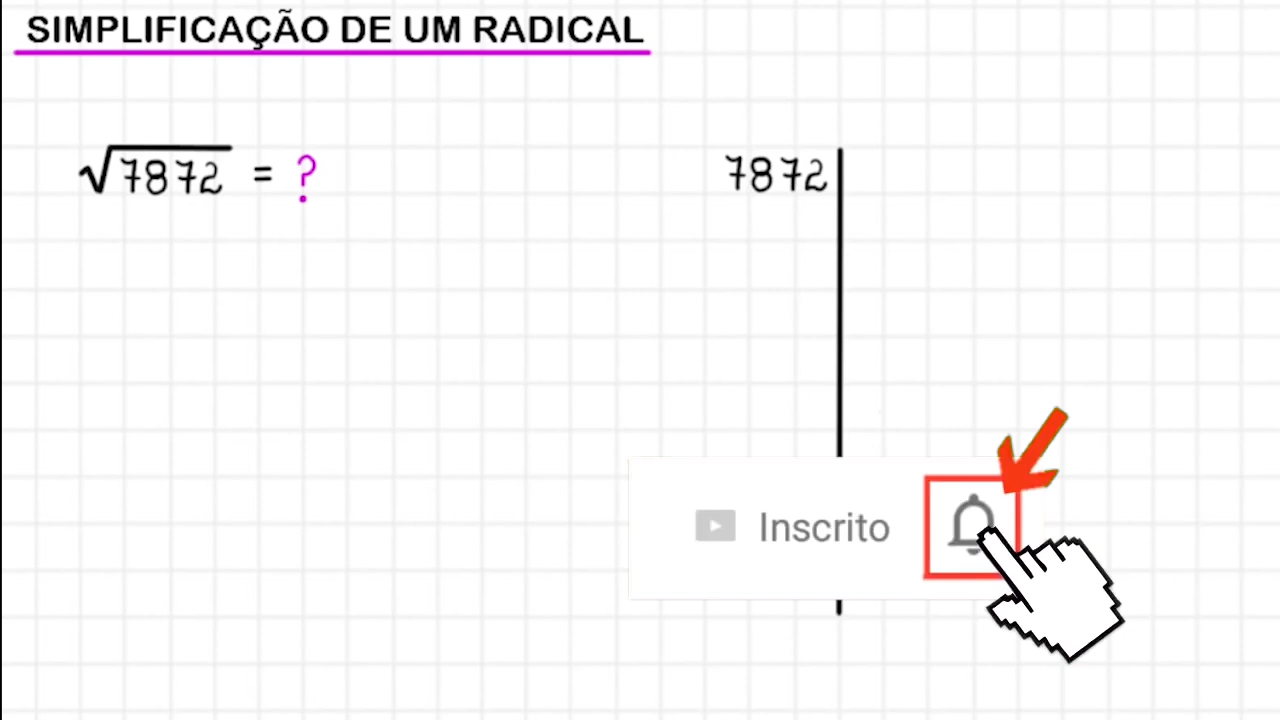 SIMPLIFICAÇÃO DE UM RADICAL
√7872 = ?
7872
Inscrito